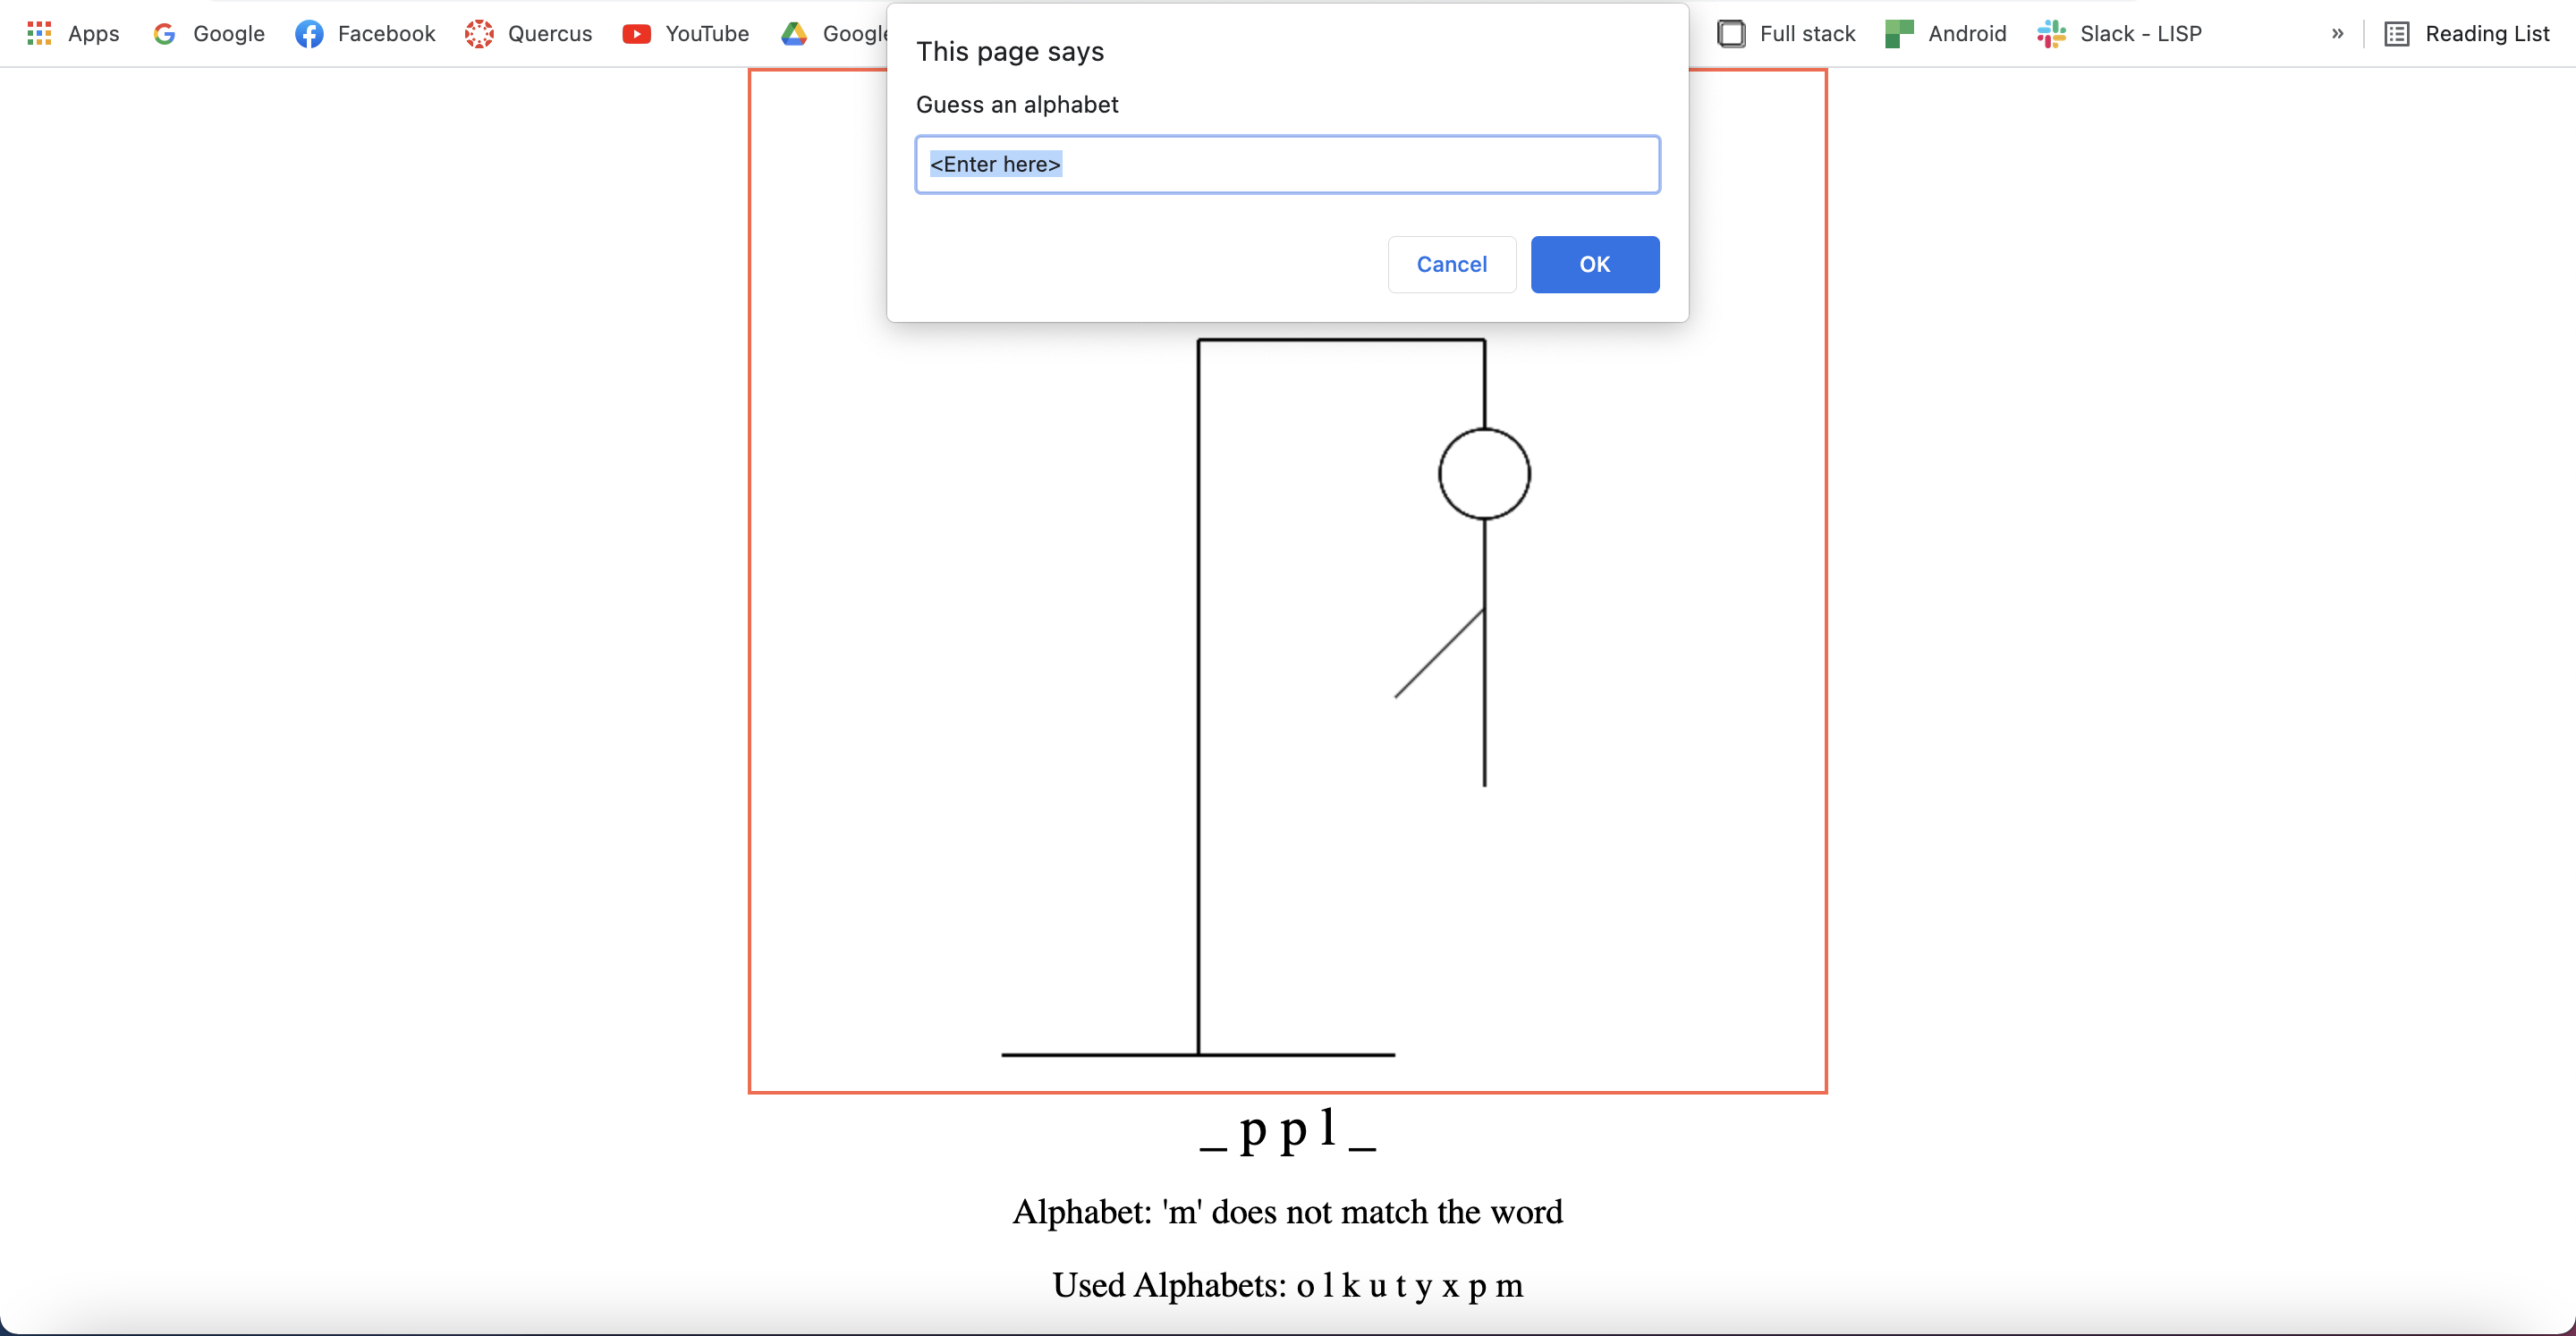 Apps Google Facebook Quercus YouTube Full stack Android Slack - LISP » Reading List
This page says
Guess an alphabet
<Enter here>
Cancel OK
_ p p l _
Alphabet: 'm' does not match the word
Used Alphabets: o l k u t y x p m